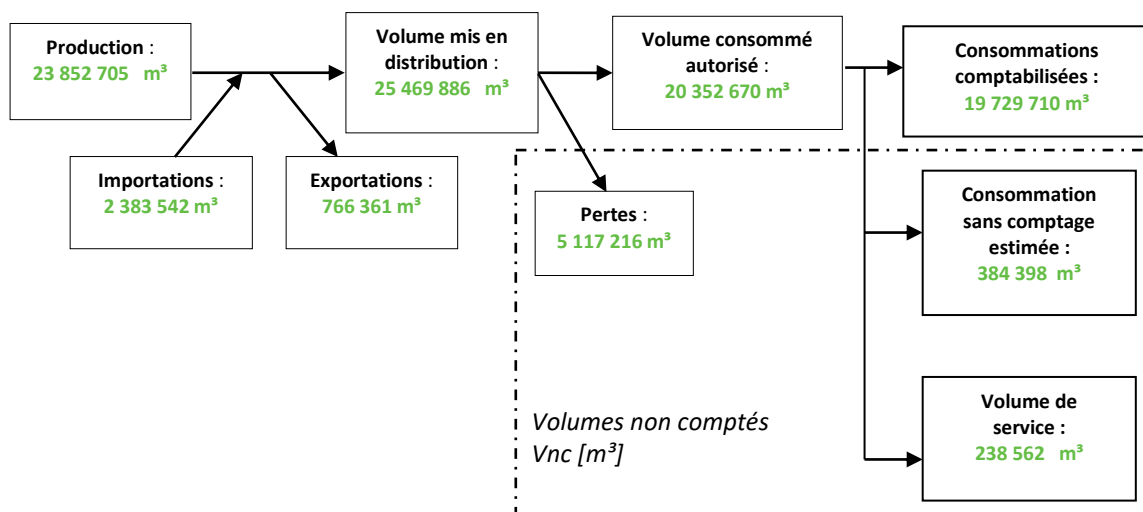 Production :
23 852 705 m³
Volume mis en
distribution :
25 469 886 m³
Volume consommé
autorisé :
20 352 670 m³
Consommations
comptabilisées :
19 729 710 m³
Importations :
2 383 542 m³
Exportations :
766 361 m³
Pertes :
5 117 216 m³
Consommation
sans comptage
estimée :
384 398 m³
Volumes non comptés
Vnc [m³]
Volume de
service :
238 562 m³